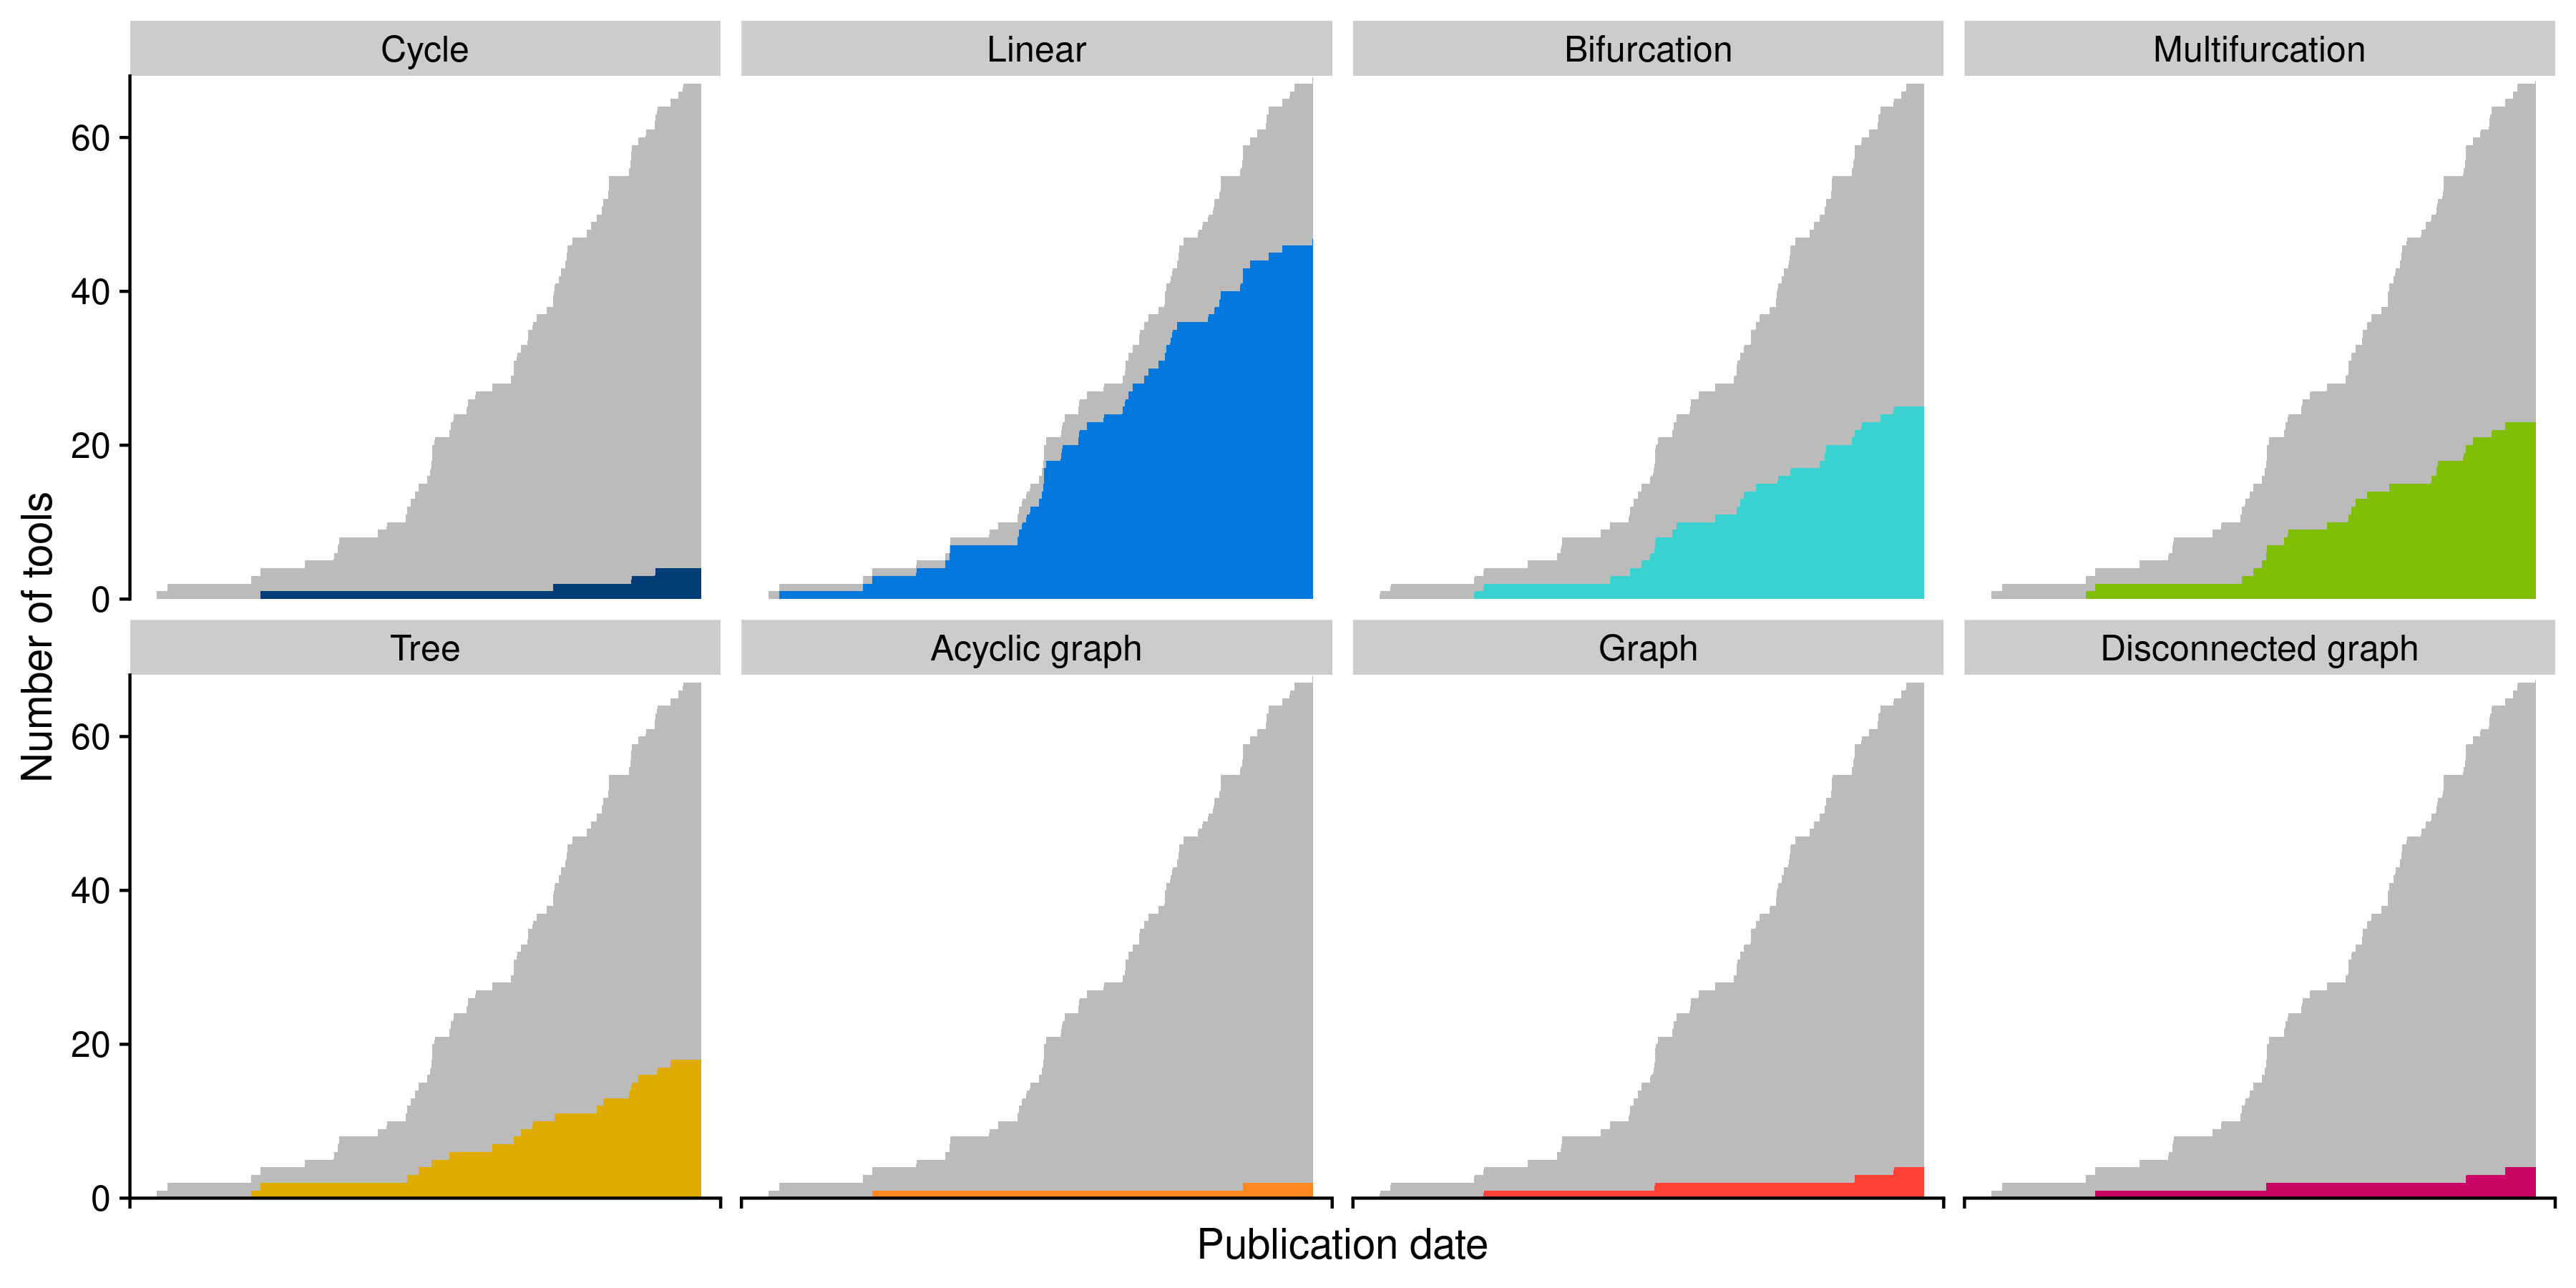 Cycle
Linear
Bifurcation
Multifurcation
60
40
20
0
Number of tools
Tree
Acyclic graph
Graph
Disconnected graph
60
40
20
0
Publication date